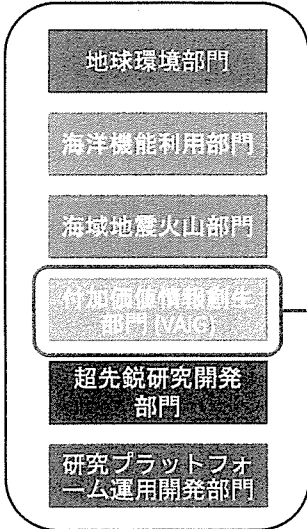 地球環境部門
海洋機能利用部門
海域地震火山部門
付加価値情報創生
部門 (VAiG)
超先鋭研究開発
部門
研究プラットフォ
ーム運用開発部門